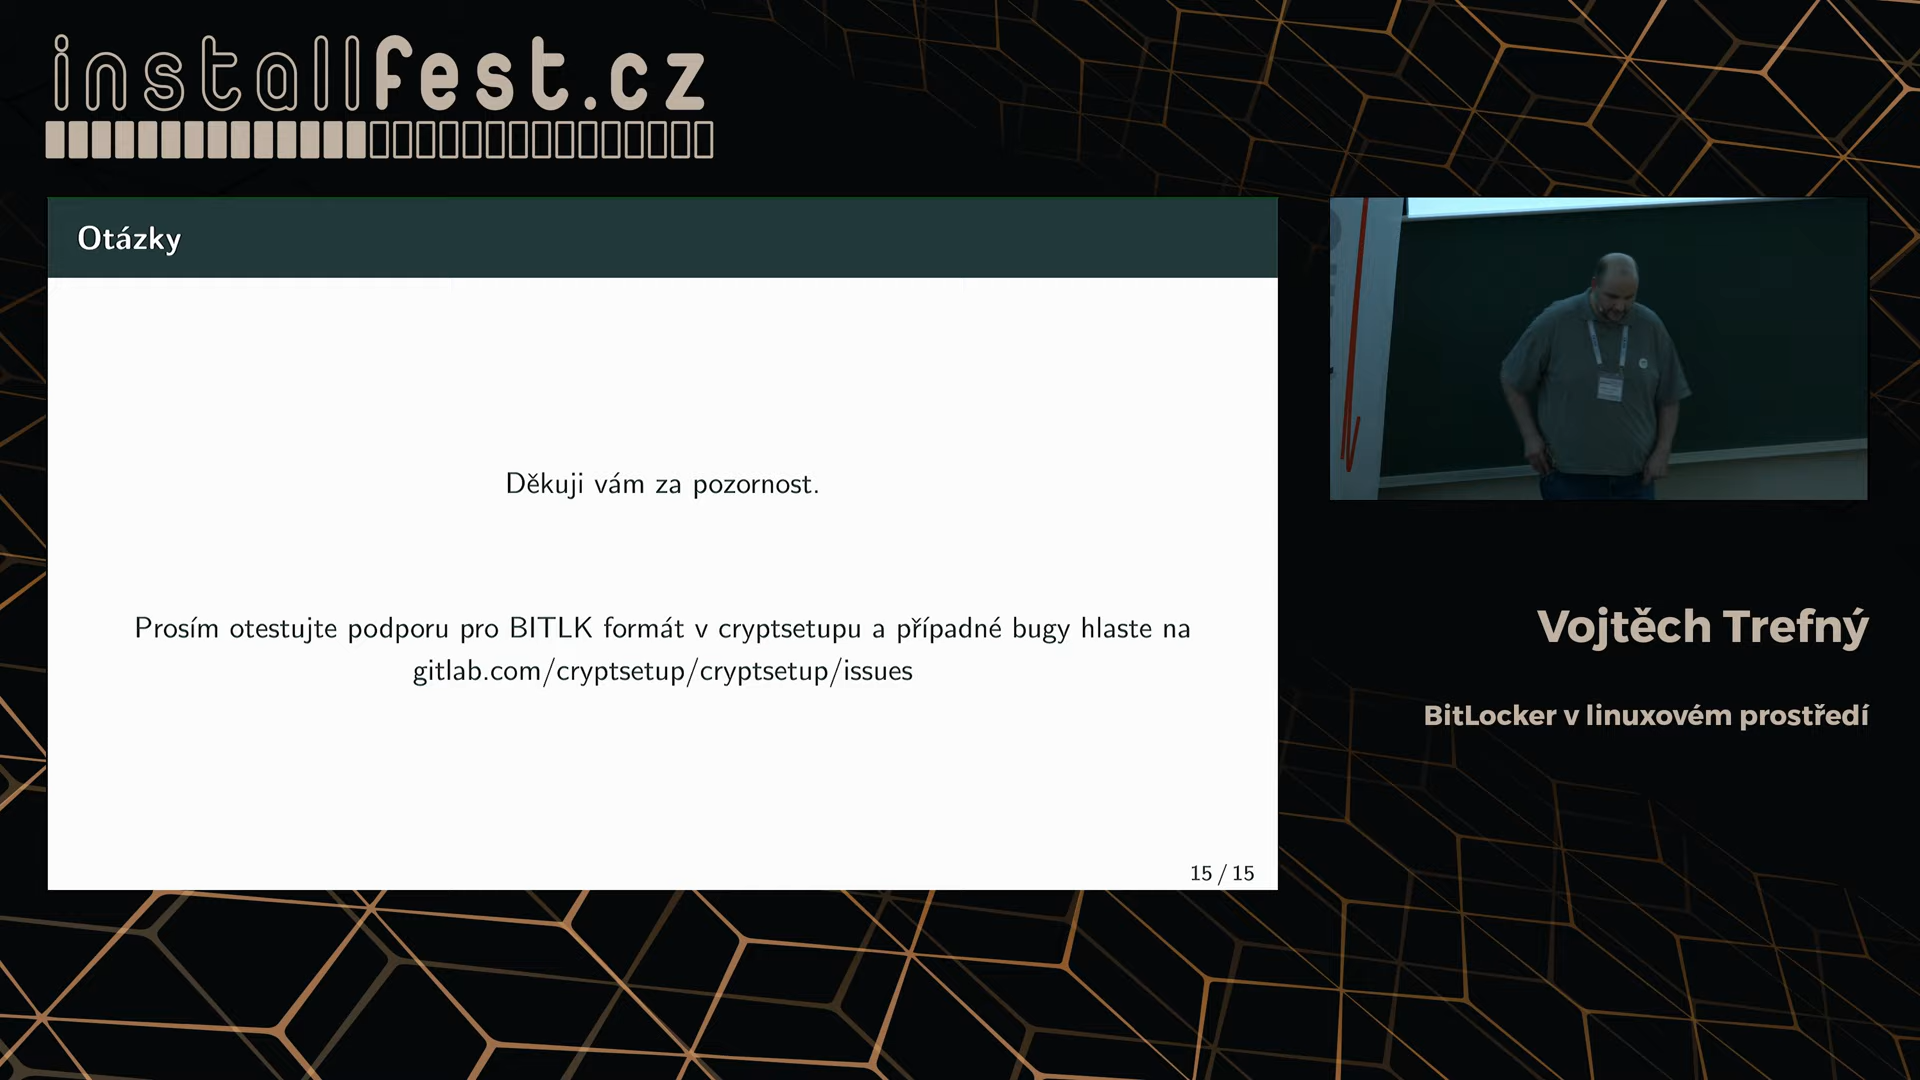 installfest.cz
Otázky
Děkuji vám za pozornost.
Prosím otestujte podporu pro BITLK formát v cryptsetupu a případné bugy hlaste na
gitlab.com/cryptsetup/cryptsetup/issues
15 / 15
Vojtěch Trefný
BitLocker v linuxovém prostředí